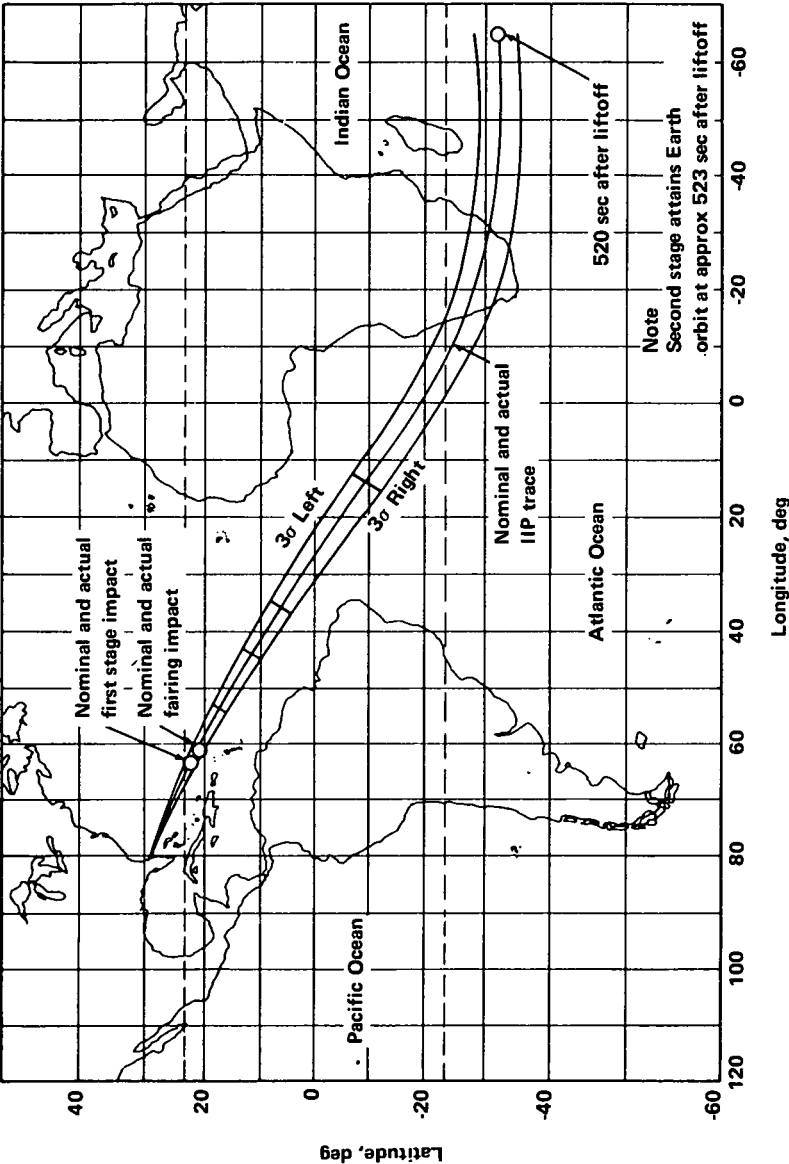 Nominal and actual
first stage impact
Nominal and actual
fairing impact
3σ Left
3σ Right
Nominal and actual
IIP trace
Indian Ocean
Atlantic Ocean
Pacific Ocean
520 sec after liftoff
Note
Second stage attains Earth
orbit at approx 523 sec after liftoff
Latitude, deg
40
20
0
-20
-40
-60
120
100
80
60
40
20
0
-20
-40
-60
Longitude, deg